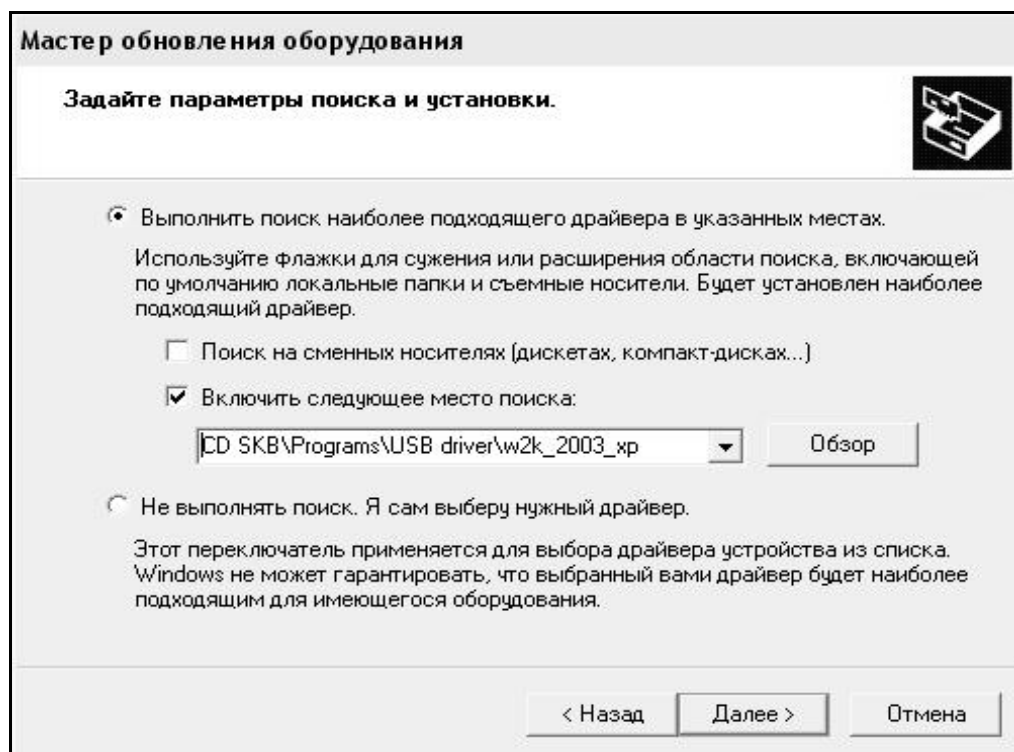 Мастер обновления оборудования
Задайте параметры поиска и установки.
Выполнить поиск наиболее подходящего драйвера в указанных местах.
Используйте флажки для сужения или расширения области поиска, включающей
по умолчанию локальные папки и съемные носители. Будет установлен наиболее
подходящий драйвер.
Поиск на сменных носителях (дискетах, компакт-дисках...)
Включить следующее место поиска:
CD SKB\Programs\USB driver\w2k_2003_xp
Обзор
Не выполнять поиск. Я сам выберу нужный драйвер.
Этот переключатель применяется для выбора драйвера устройства из списка.
Windows не может гарантировать, что выбранный вами драйвер будет наиболее
подходящим для имеющегося оборудования.
< Назад
Далее >
Отмена